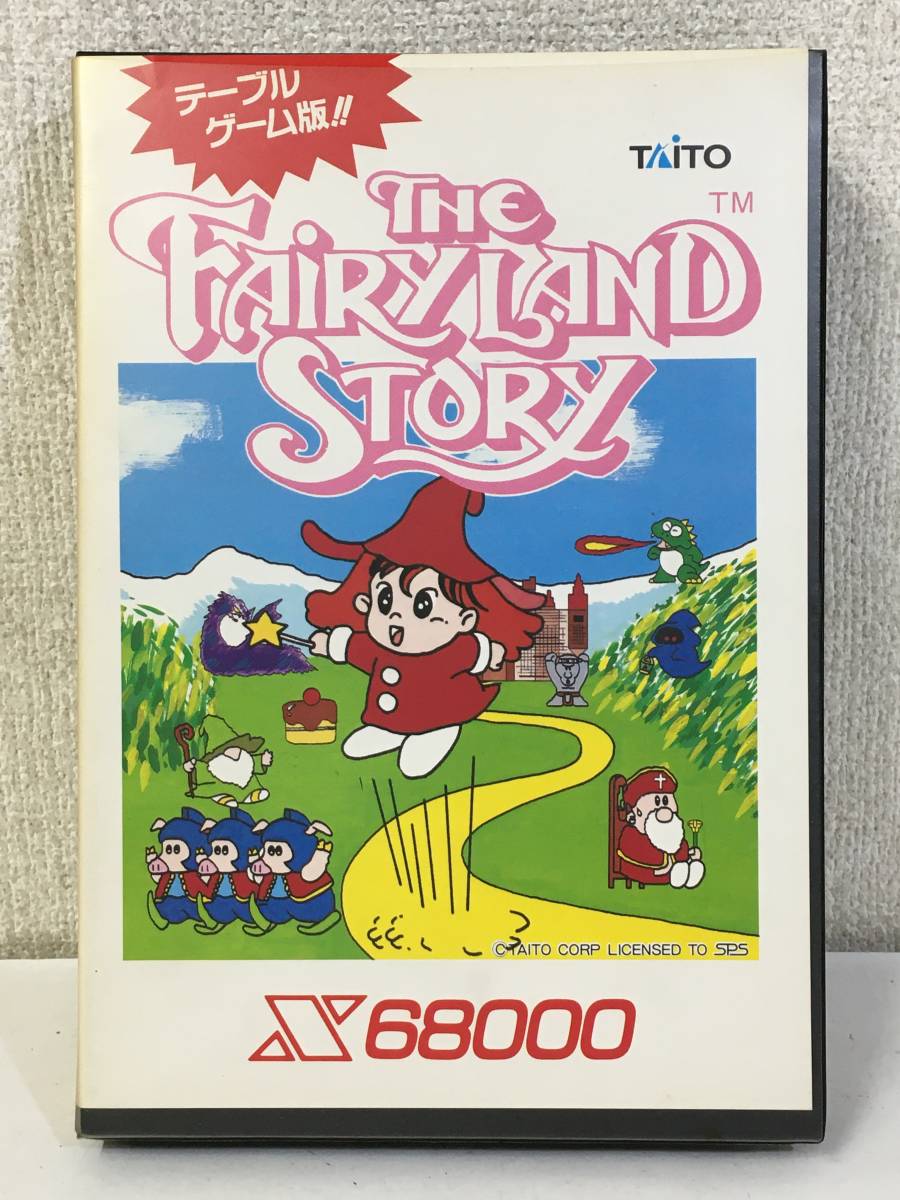 テーブル
ゲーム版!!
TAITO
THE
FAIRYLAND
STORY
TM
©TAITO CORP LICENSED TO SPS
X68000